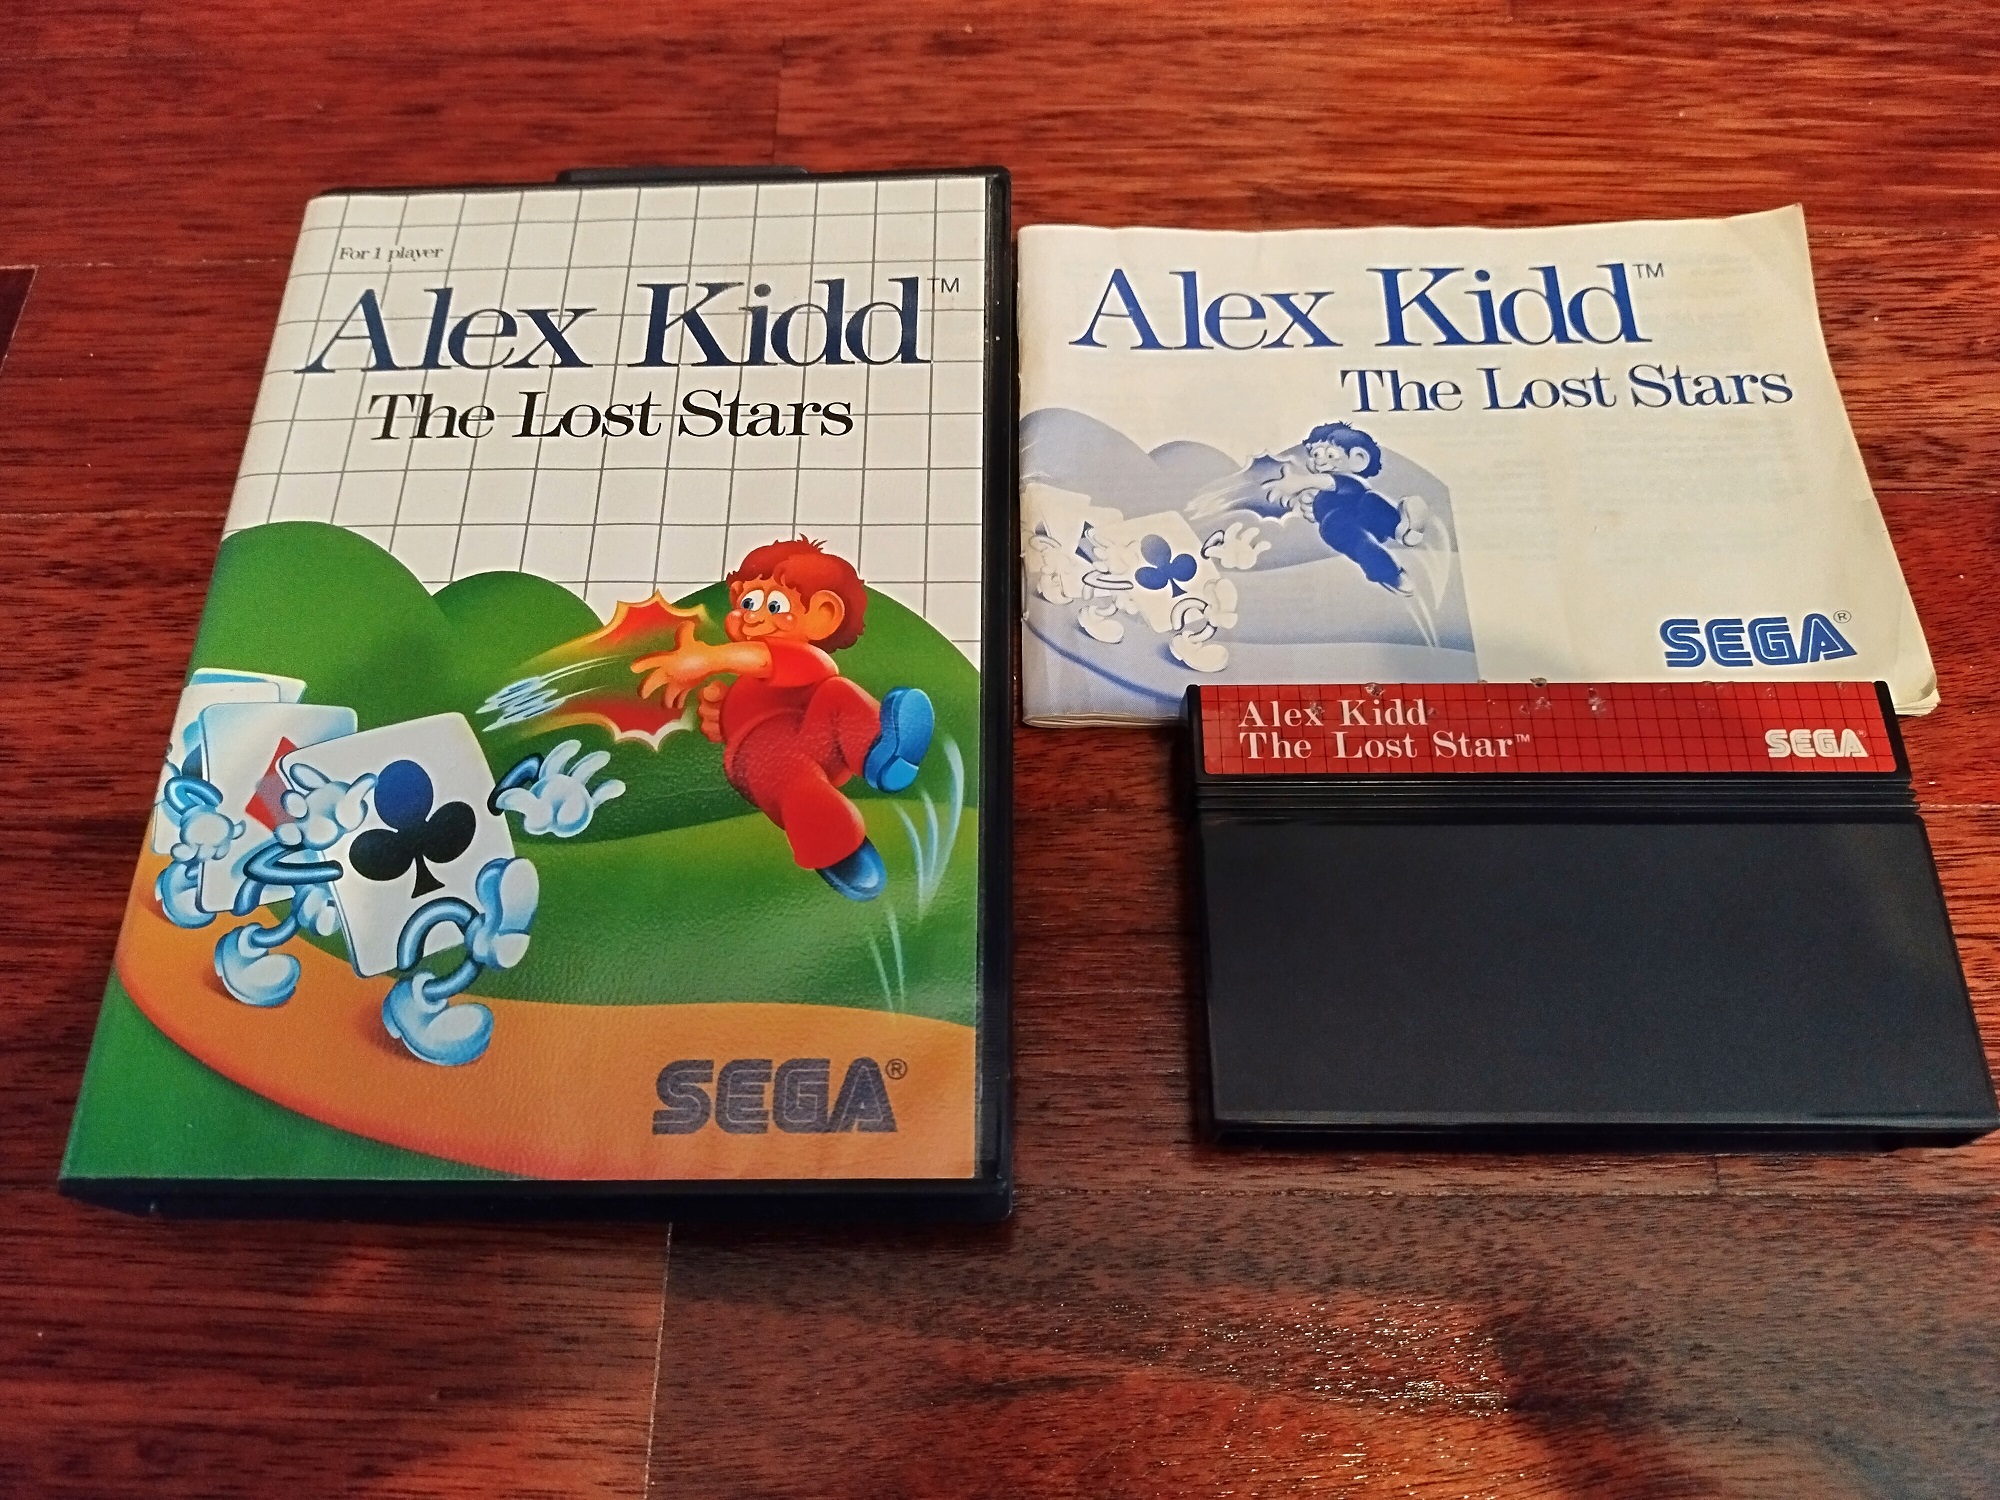 For 1 player
Alex Kidd™
The Lost Stars
SEGA®
Alex Kidd™
The Lost Stars
SEGA®
Alex Kidd
The Lost Star™
SEGA®